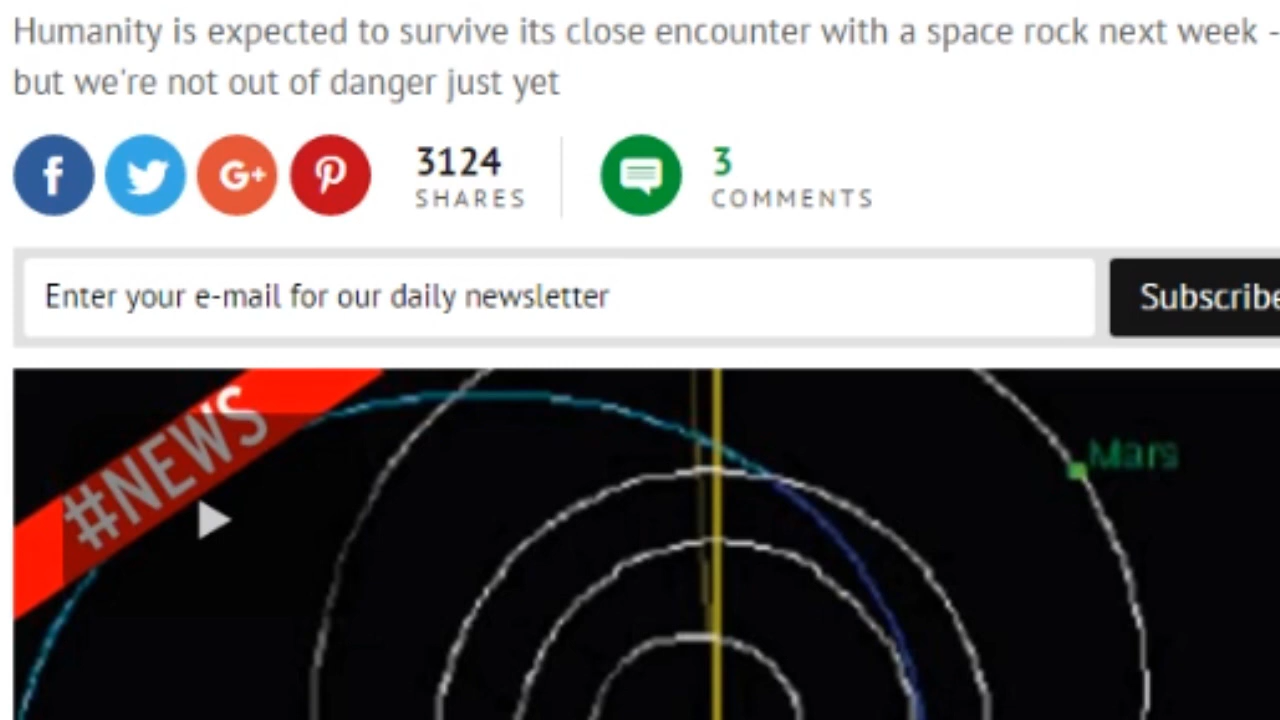 Humanity is expected to survive its close encounter with a space rock next week -
but we're not out of danger just yet
3124
SHARES
3
COMMENTS
Enter your e-mail for our daily newsletter
Subscribe
#NEWS
Mars